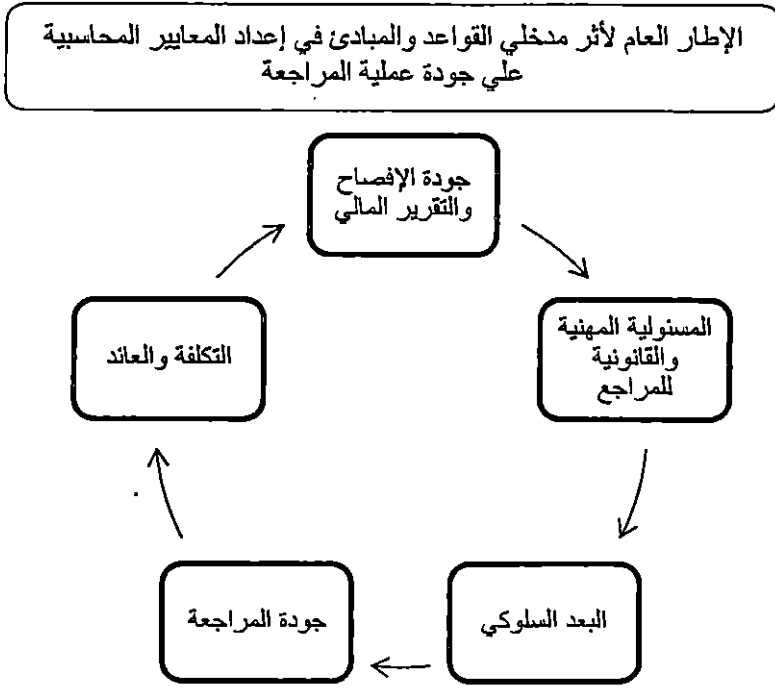 الإطار العام لأثر مدخلي القواعد والمبادئ في إعداد المعايير المحاسبية
علي جودة عملية المراجعة
جودة الإفصاح
والتقرير المالي
المسئولية المهنية
والقانونية
للمراجع
التكلفة والعائد
جودة المراجعة
البعد السلوكي